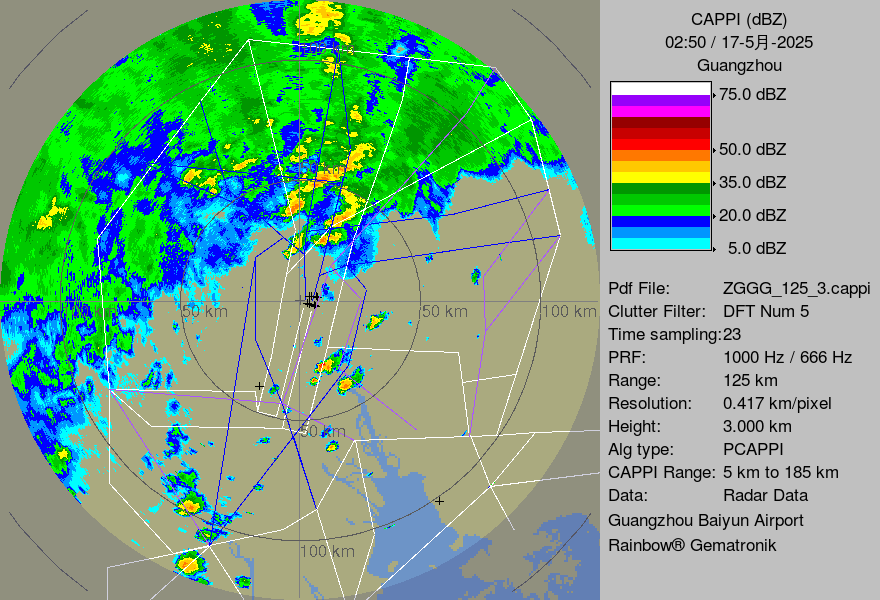 CAPPI (dBZ)
02:50 / 17-5月-2025
Guangzhou
75.0 dBZ
50.0 dBZ
35.0 dBZ
20.0 dBZ
5.0 dBZ
Pdf File: ZGGG_125_3.cappi
Clutter Filter: DFT Num 5
Time sampling:23
PRF: 1000 Hz / 666 Hz
Range: 125 km
Resolution: 0.417 km/pixel
Height: 3.000 km
Alg type: PCAPPI
CAPPI Range: 5 km to 185 km
Data: Radar Data
Guangzhou Baiyun Airport
Rainbow® Gematronik
50 km
50 km
100 km
50 km
100 km